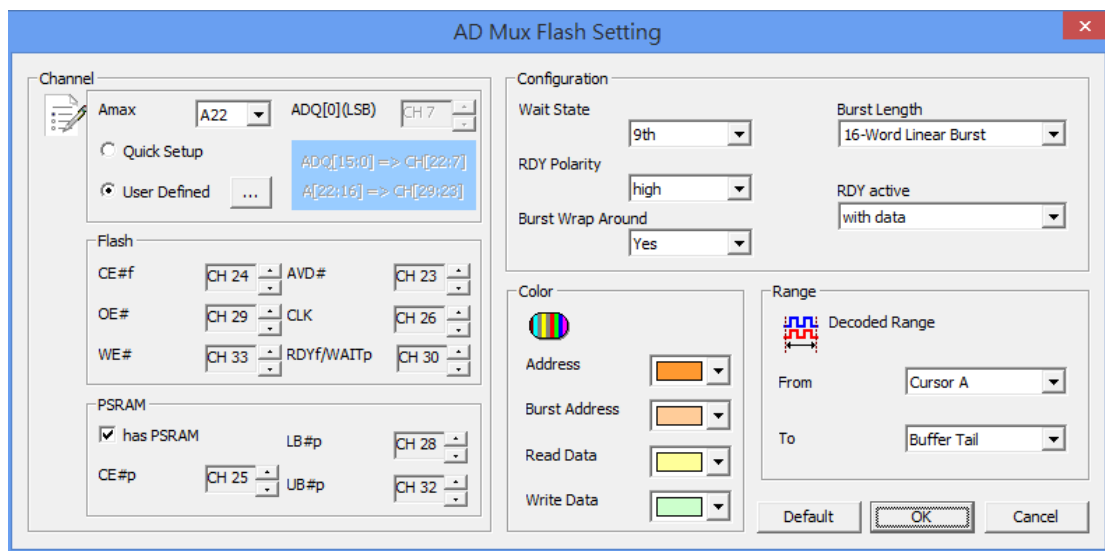 AD Mux Flash Setting
Channel
Amax A22 ADQ[0](LSB) CH 7
Quick Setup
User Defined ...
ADQ[15:0] => CH[22:7]
A[22:16] => CH[29:23]
Flash
CE#f CH 24 AVD# CH 23
OE# CH 29 CLK CH 26
WE# CH 33 RDYf/WAITp CH 30
PSRAM
has PSRAM
LB#p CH 28
CE#p CH 25 UB#p CH 32
Configuration
Wait State
9th
RDY Polarity
high
Burst Wrap Around
Yes
Burst Length
16-Word Linear Burst
RDY active
with data
Color
Address
Burst Address
Read Data
Write Data
Range
Decoded Range
From Cursor A
To Buffer Tail
Default OK Cancel